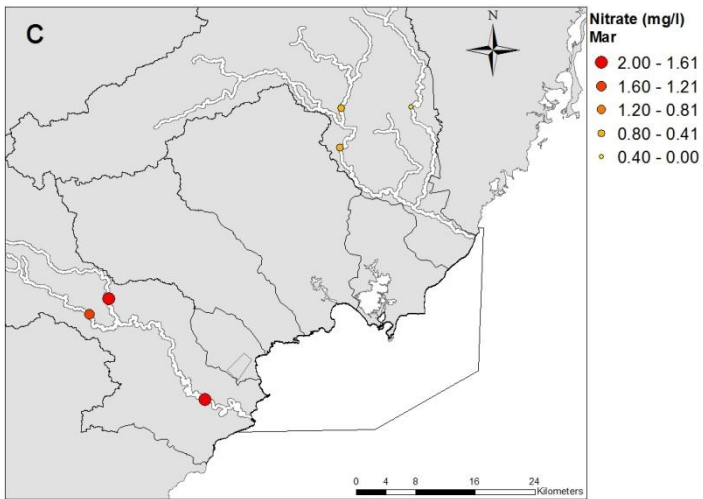 C
N
Nitrate (mg/l)
Mar
2.00 - 1.61
1.60 - 1.21
1.20 - 0.81
0.80 - 0.41
0.40 - 0.00
0 4 8 16 24
Kilometers